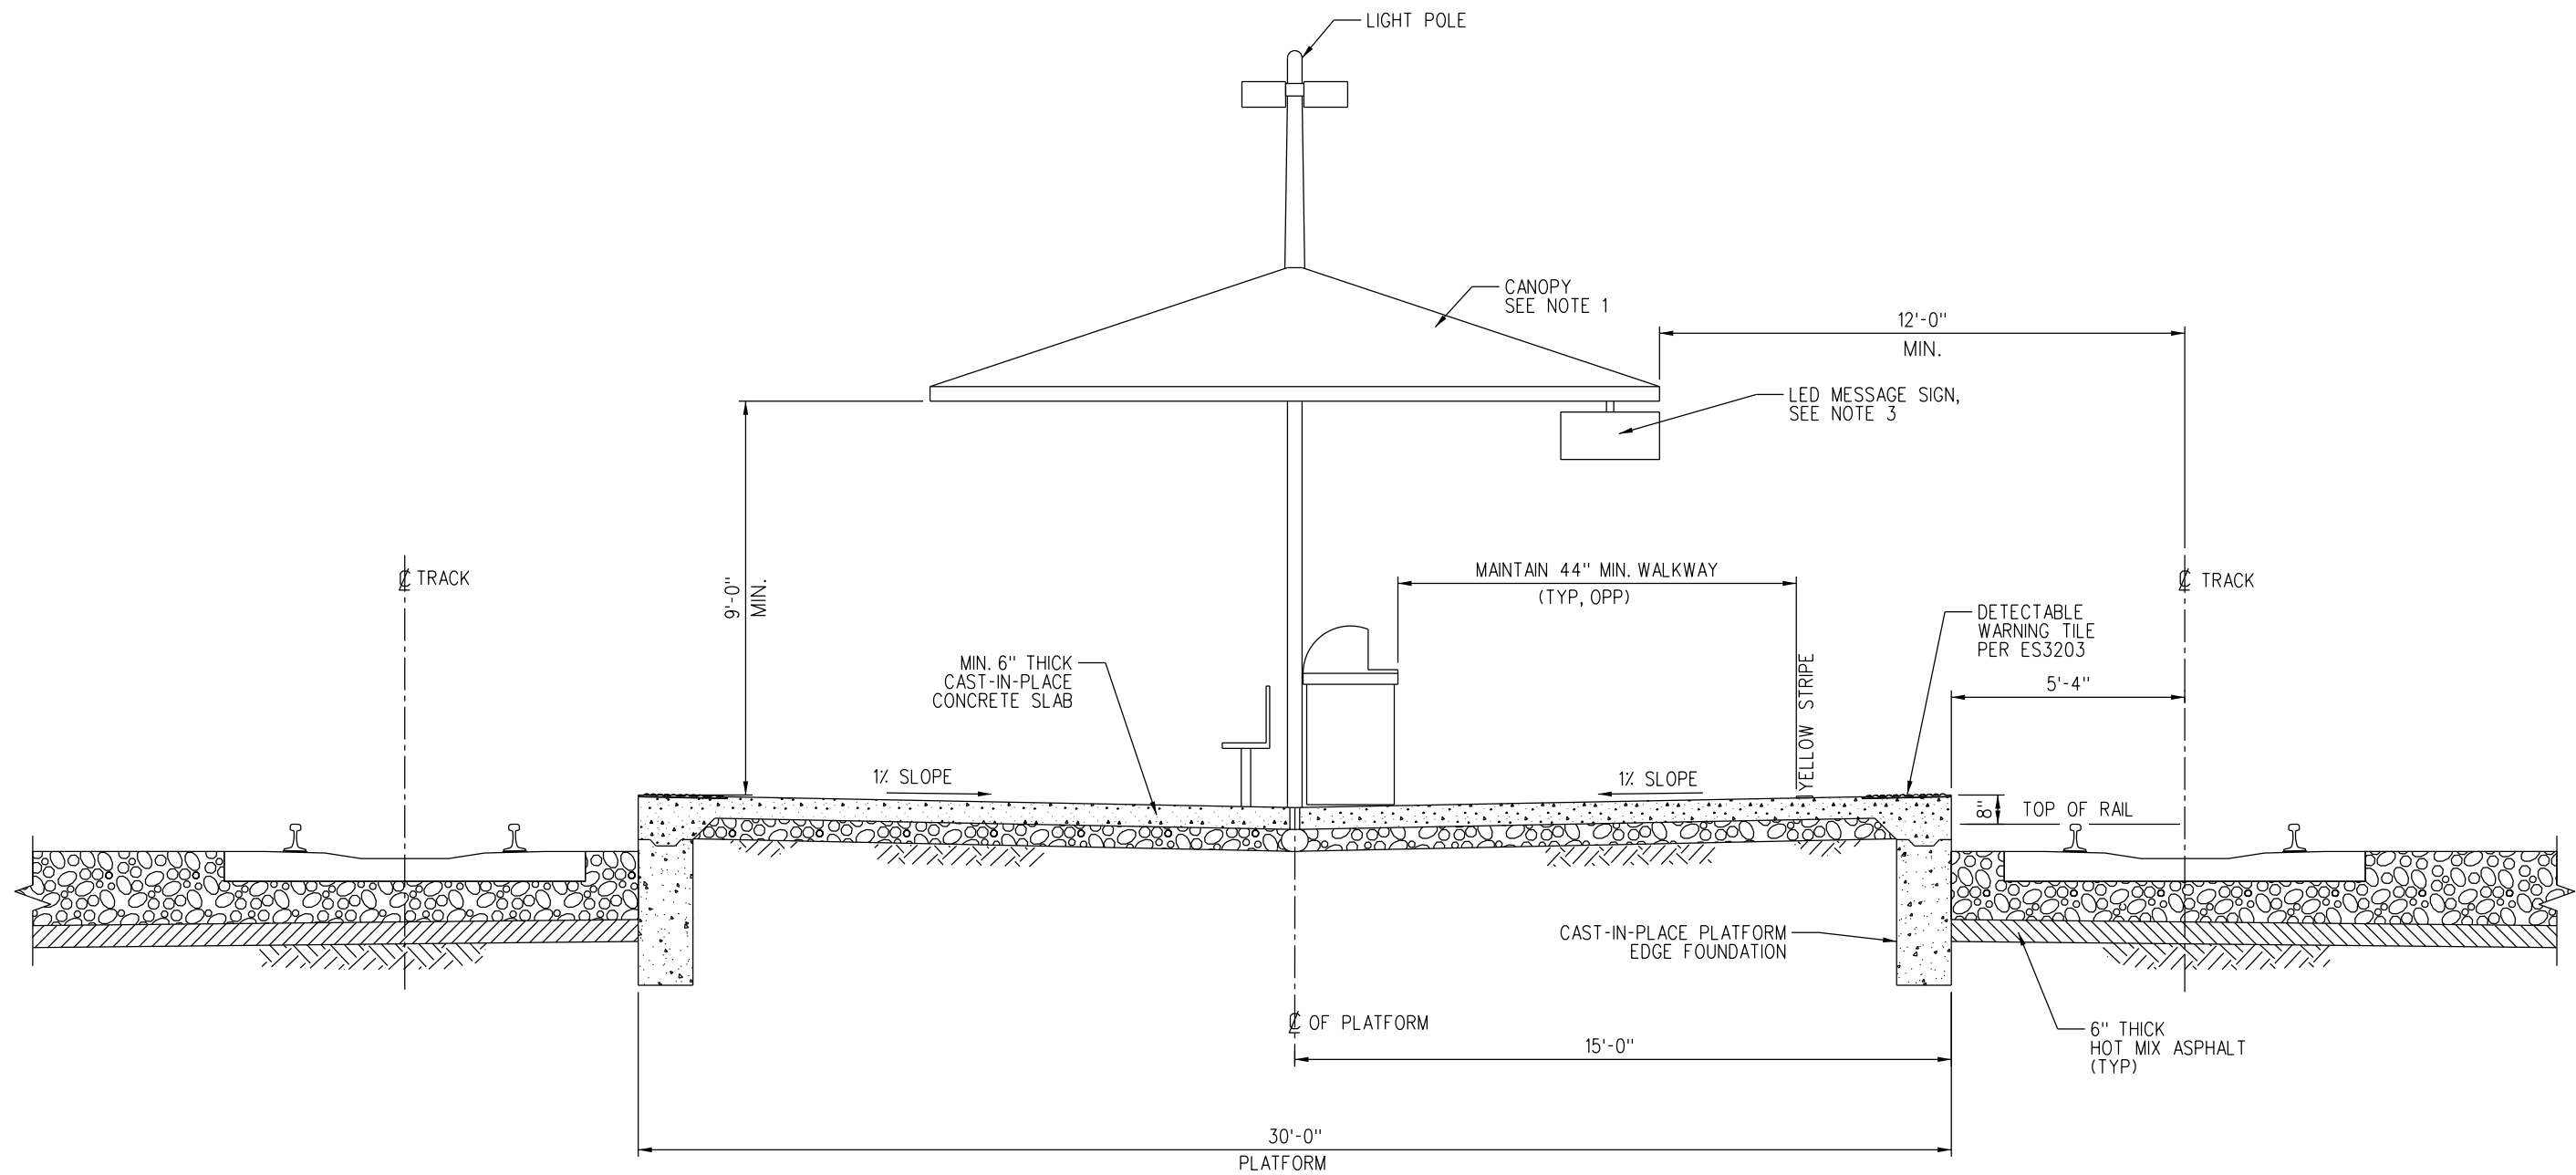 LIGHT POLE
CANOPY
SEE NOTE 1
12'-0"
MIN.
LED MESSAGE SIGN,
SEE NOTE 3
℄ TRACK
9'-0"
MIN.
MAINTAIN 44" MIN. WALKWAY
(TYP, OPP)
℄ TRACK
DETECTABLE
WARNING TILE
PER ES3203
MIN. 6" THICK
CAST-IN-PLACE
CONCRETE SLAB
YELLOW STRIPE
5'-4"
1% SLOPE
1% SLOPE
8"
TOP OF RAIL
CAST-IN-PLACE PLATFORM
EDGE FOUNDATION
℄ OF PLATFORM
6" THICK
HOT MIX ASPHALT
(TYP)
15'-0"
30'-0"
PLATFORM